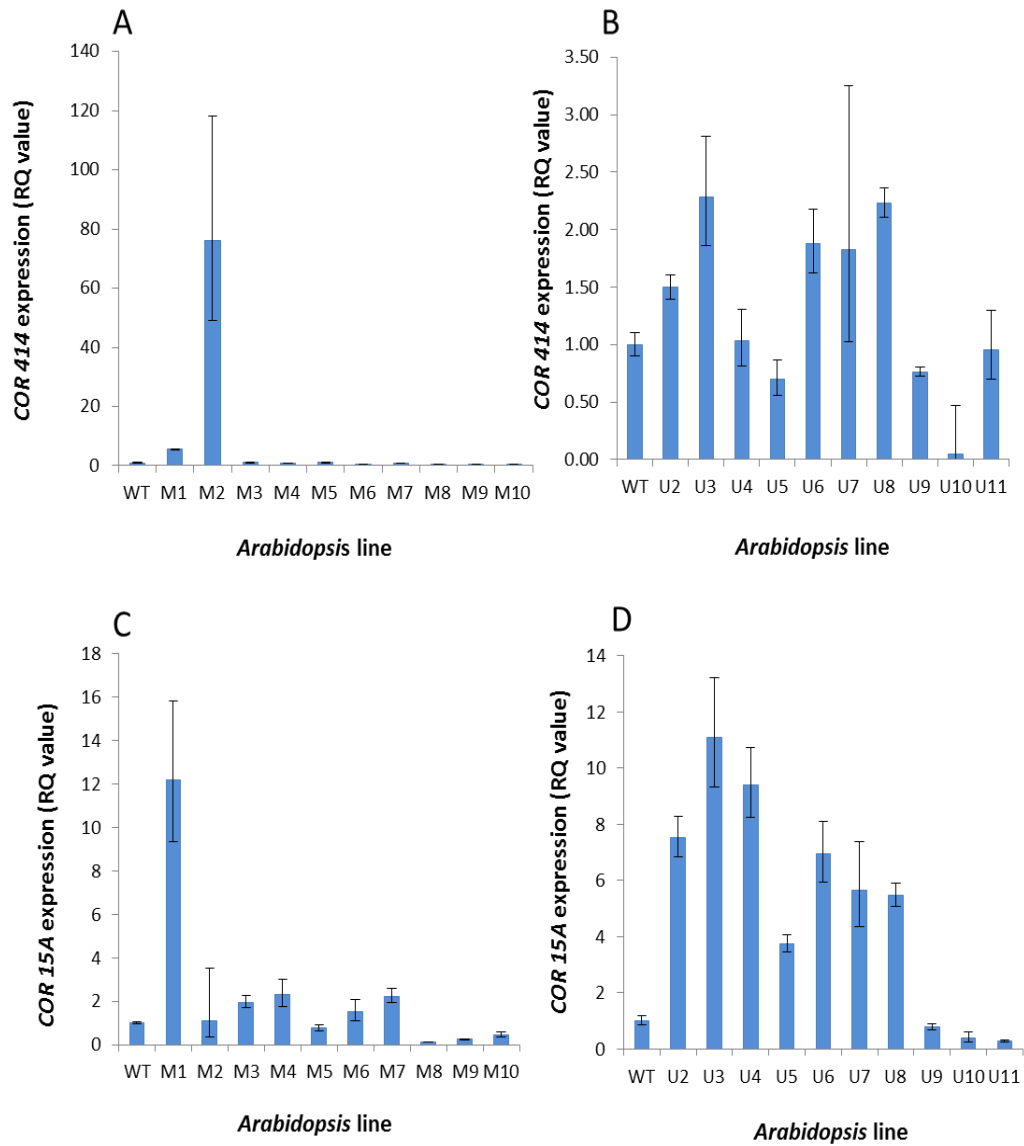 A
COR 414 expression (RQ value)
140
120
100
80
60
40
20
0
WT M1 M2 M3 M4 M5 M6 M7 M8 M9 M10
Arabidopsis line
B
COR 414 expression (RQ value)
3.50
3.00
2.50
2.00
1.50
1.00
0.50
0.00
WT U2 U3 U4 U5 U6 U7 U8 U9 U10 U11
Arabidopsis line
C
COR 15A expression (RQ value)
18
16
14
12
10
8
6
4
2
0
WT M1 M2 M3 M4 M5 M6 M7 M8 M9 M10
Arabidopsis line
D
COR 15A expression (RQ value)
14
12
10
8
6
4
2
0
WT U2 U3 U4 U5 U6 U7 U8 U9 U10 U11
Arabidopsis line